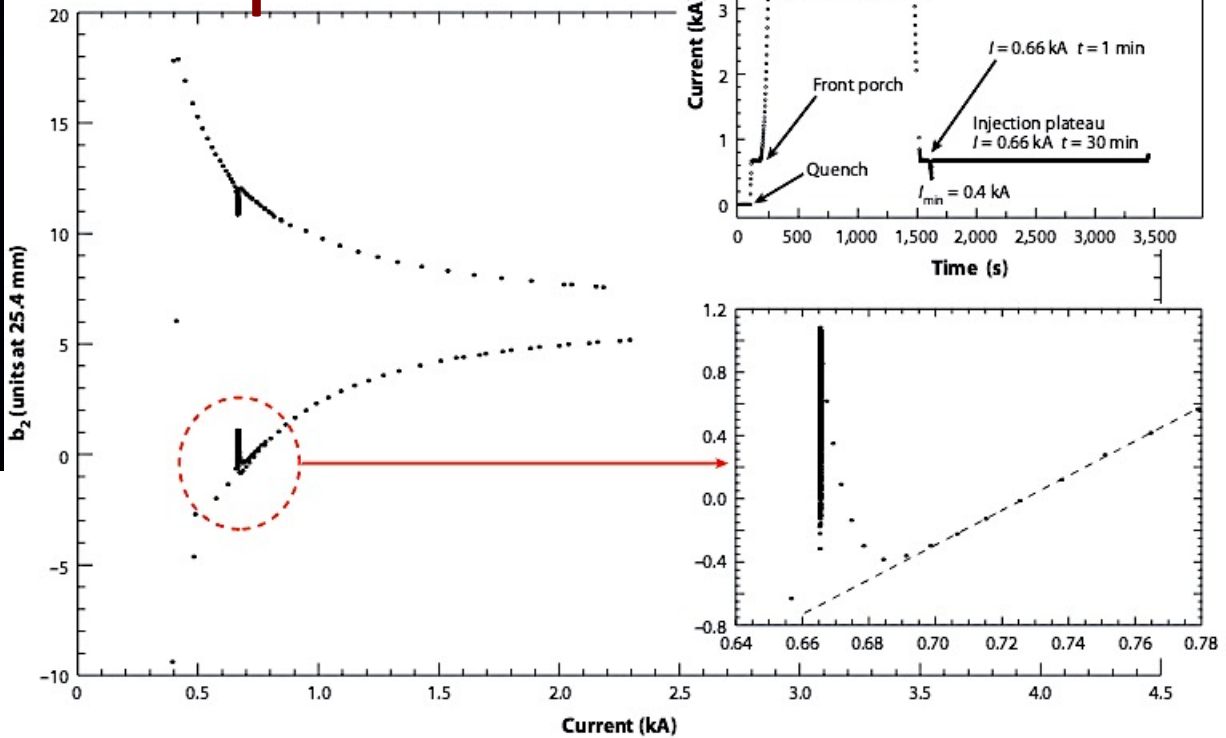 20
15
10
5
0
−5
−10
b2 (units at 25.4 mm)
0 0.5 1.0 1.5 2.0 2.5 3.0 3.5 4.0 4.5
Current (kA)
3
2
1
0
Current (kA
I = 0.66 kA t = 1 min
Front porch
Injection plateau
I = 0.66 kA t = 30 min
Quench
Imin = 0.4 kA
0 500 1,000 1,500 2,000 2,500 3,000 3,500
Time (s)
1.2
0.8
0.4
0.0
−0.4
−0.8
0.64 0.66 0.68 0.70 0.72 0.74 0.76 0.78